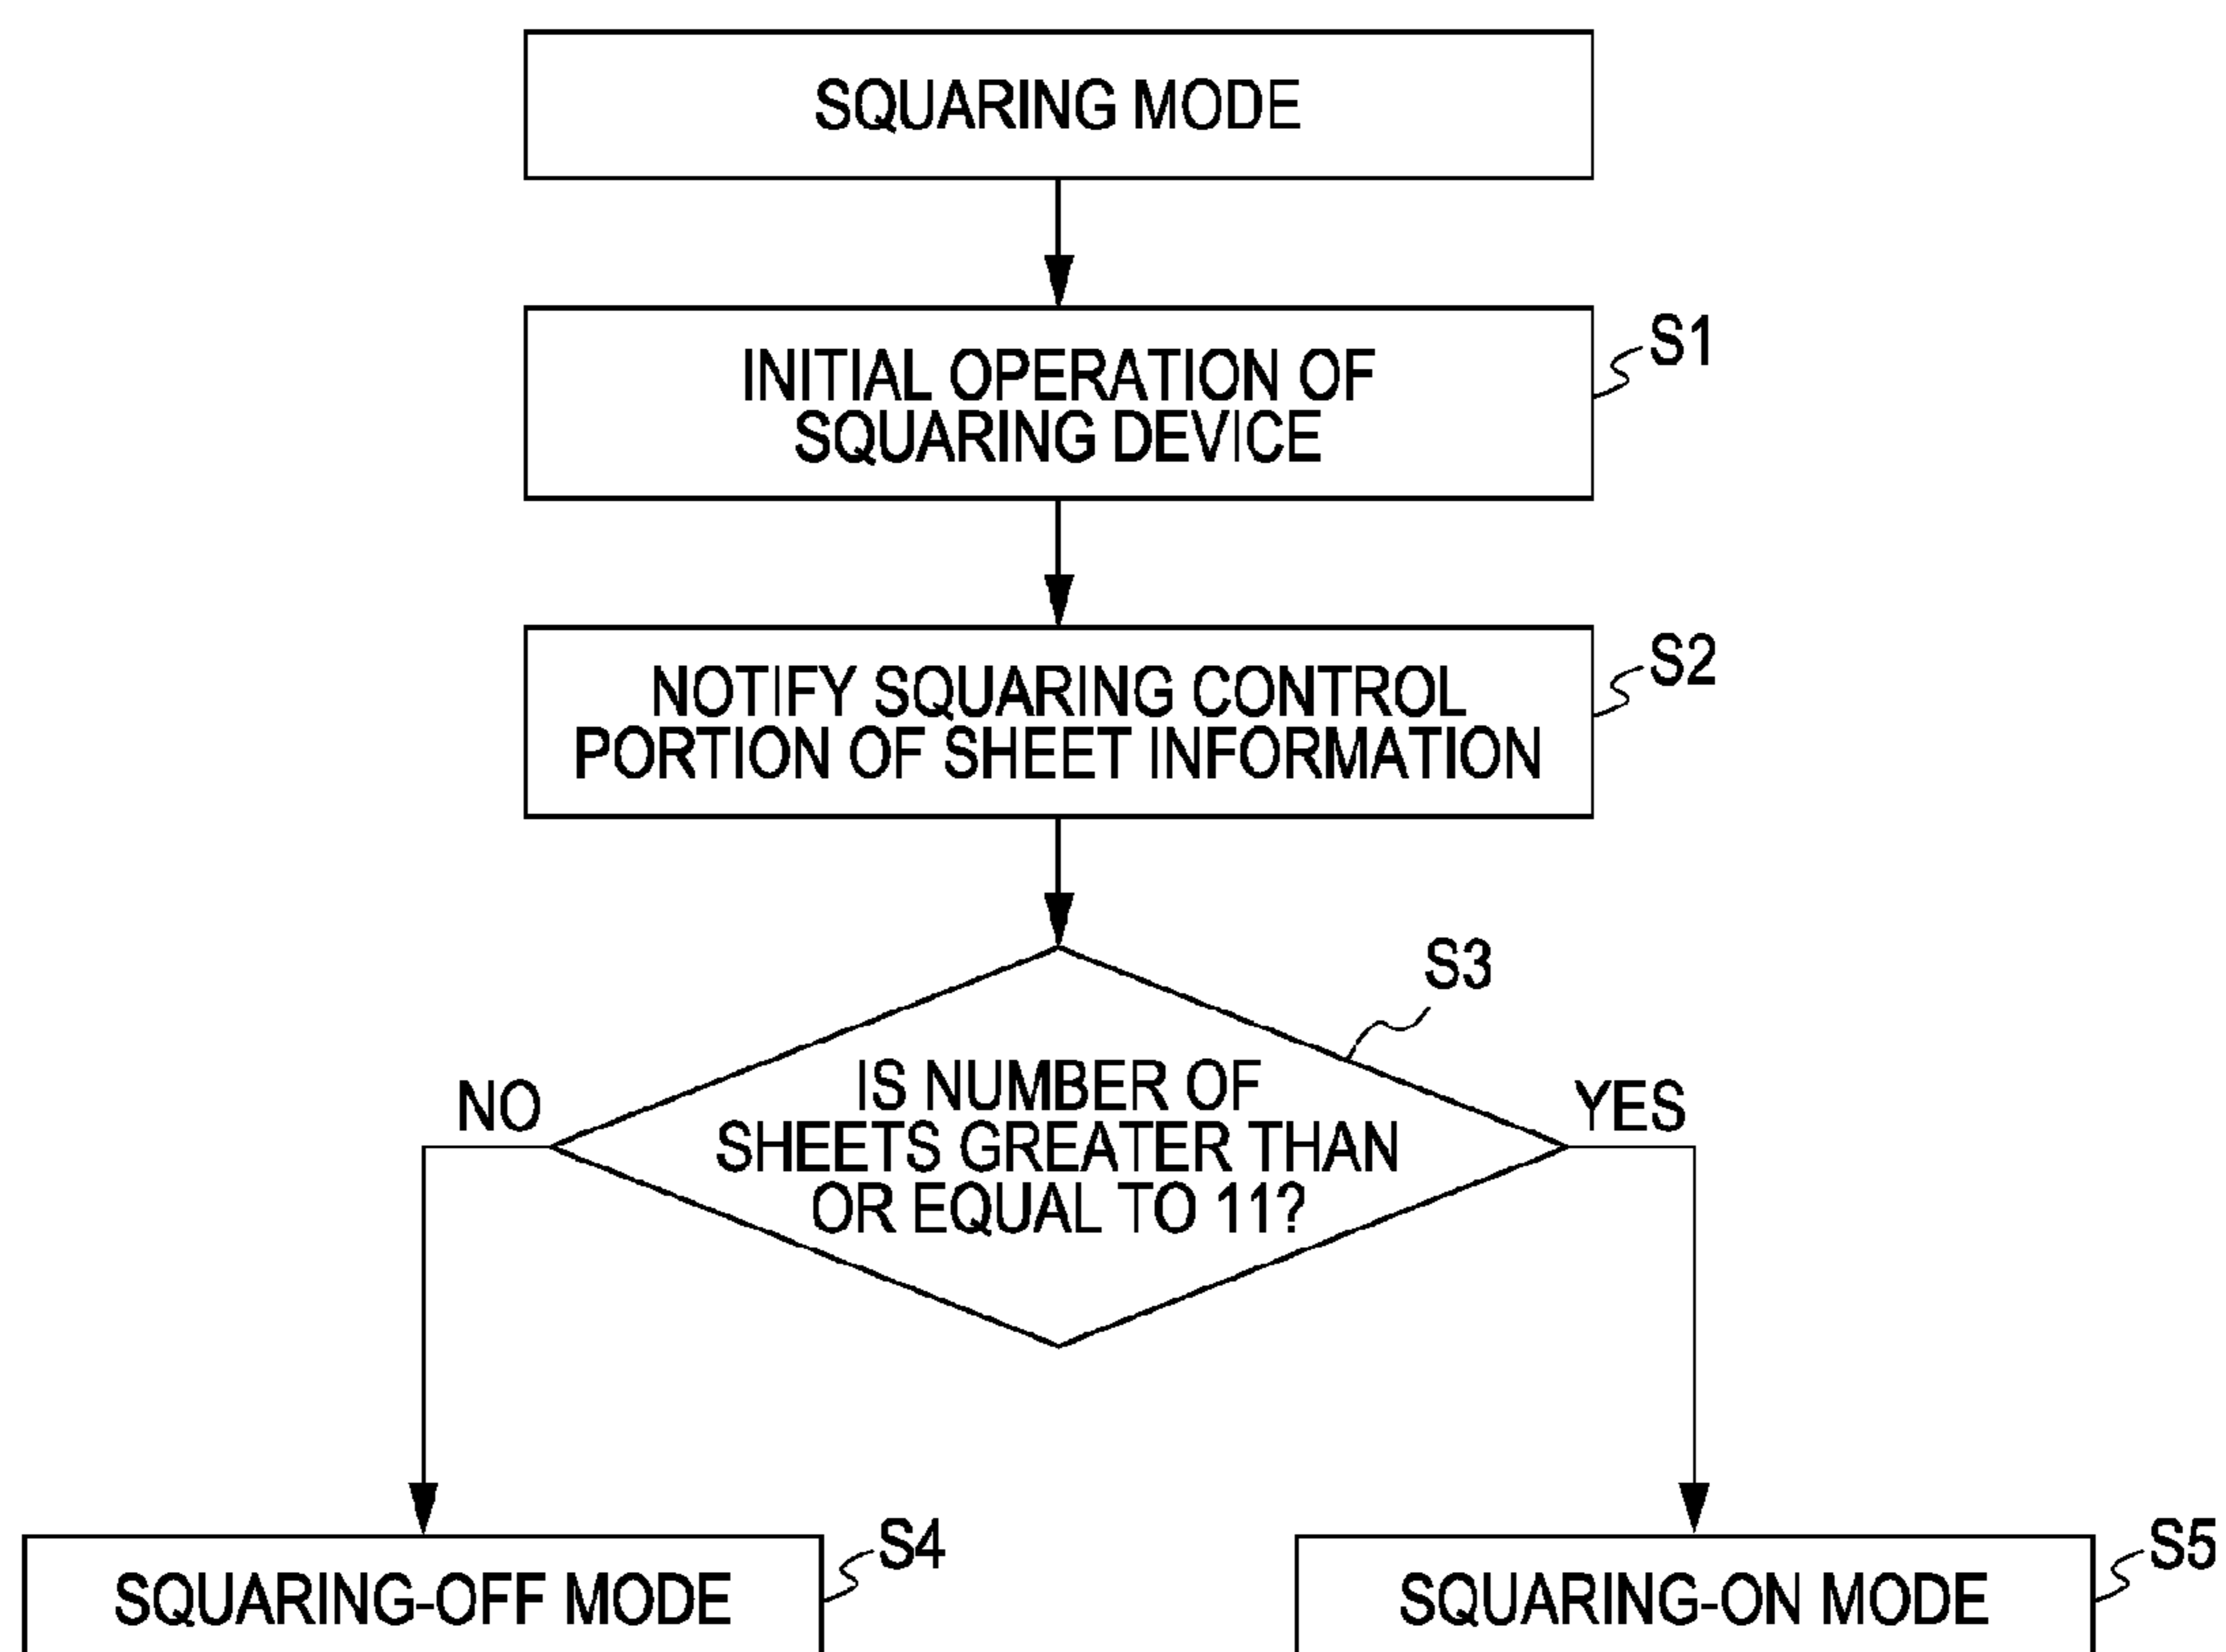 SQUARING MODE
INITIAL OPERATION OF
SQUARING DEVICE
S1
NOTIFY SQUARING CONTROL
PORTION OF SHEET INFORMATION
S2
S3
IS NUMBER OF
SHEETS GREATER THAN
OR EQUAL TO 11?
NO
YES
SQUARING-OFF MODE
S4
SQUARING-ON MODE
S5